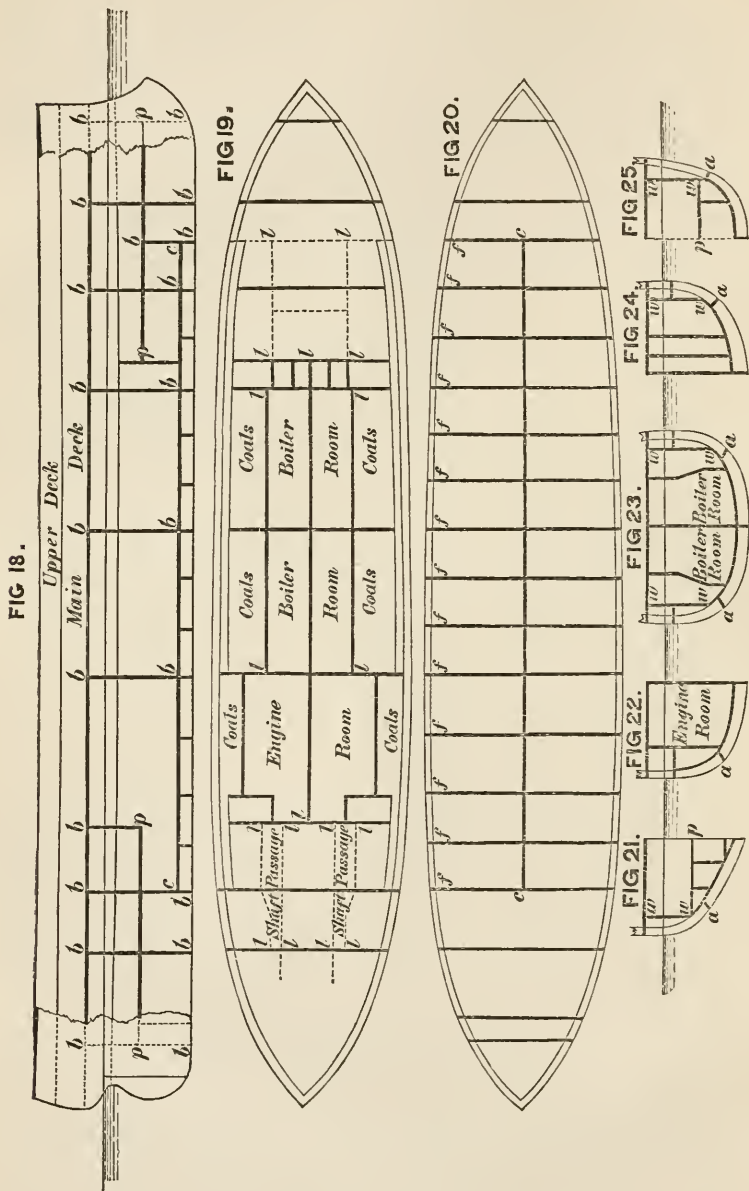 FIG 18.
Upper Deck
Main Deck
b b b b b b b b b b
p p p b p
b b b c b b b b c b b
FIG 19.
Coals Coals Coals
Engine Boiler Boiler
Room Room Room
Coals Coals Coals
Shaft Passage
Shaft Passage
l l l l l l l l l l l l l l l l l
FIG 20.
f f f f f f f f f f f f f f
c c
FIG 21.
w w a p
FIG 22.
Engine
Room
a
FIG 23.
w w
Boiler Boiler
Room Room
w w
a a
FIG 24.
w w a
FIG 25.
w w a p